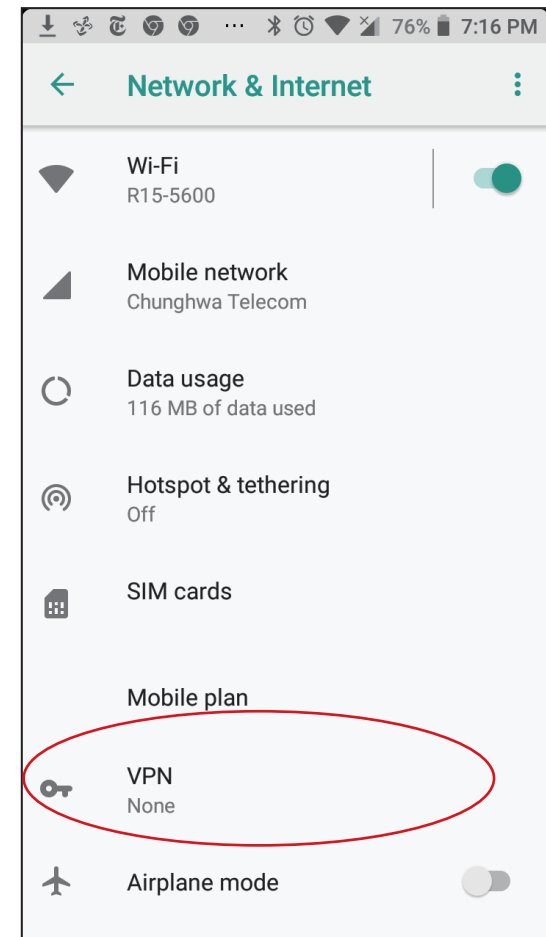 76% 7:16 PM
Network & Internet
Wi-Fi
R15-5600
Mobile network
Chunghwa Telecom
Data usage
116 MB of data used
Hotspot & tethering
Off
SIM cards
Mobile plan
VPN
None
Airplane mode